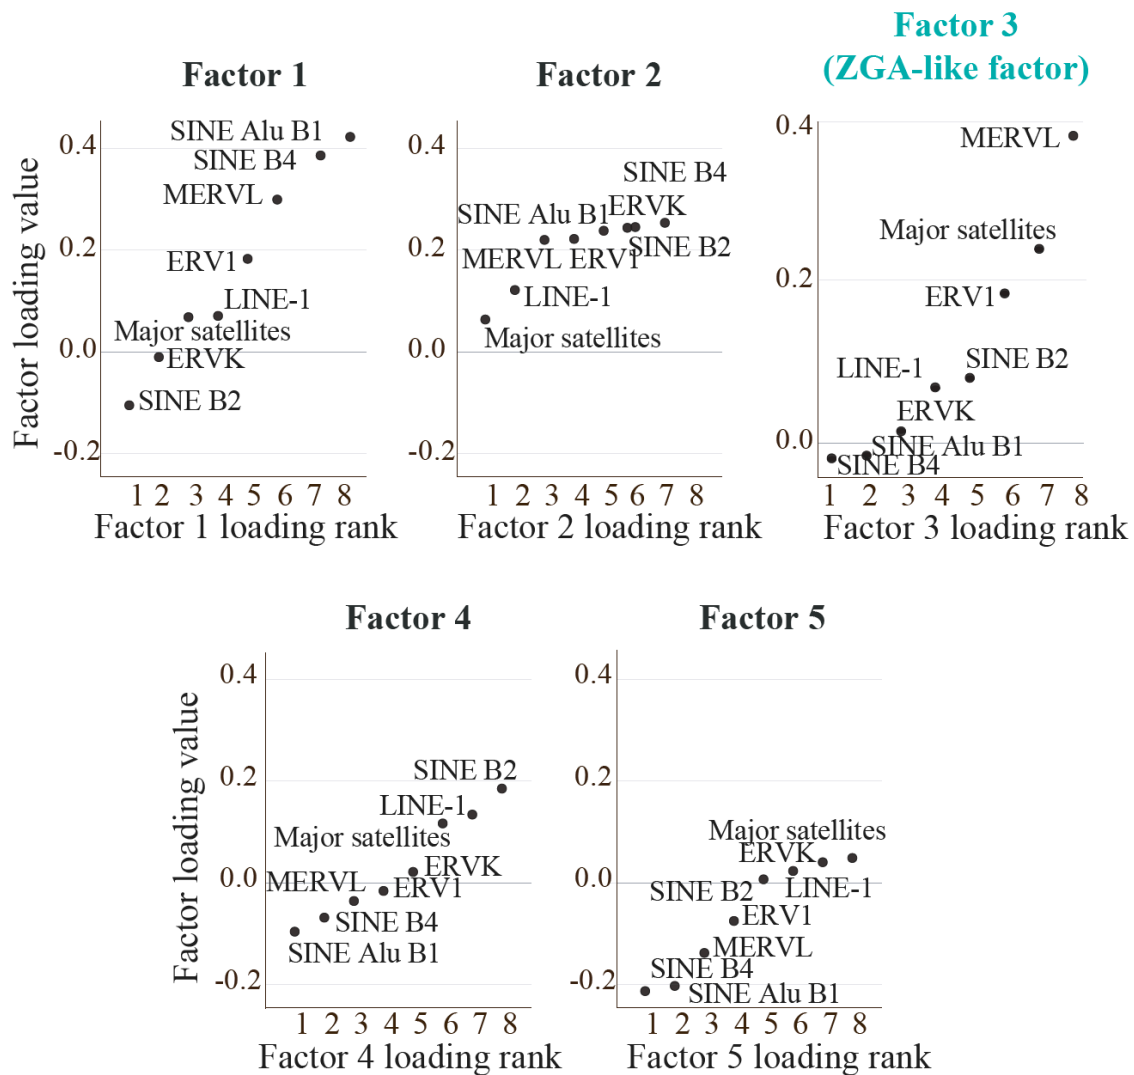 Factor 1
Factor loading value
0.4
0.2
0.0
-0.2
SINE Alu B1
SINE B4
MERVL
ERV1
LINE-1
Major satellites
ERVK
SINE B2
1 2 3 4 5 6 7 8
Factor 1 loading rank
Factor 2
SINE B4
SINE Alu B1 ERVK
MERVL ERV1 SINE B2
LINE-1
Major satellites
1 2 3 4 5 6 7 8
Factor 2 loading rank
Factor 3
(ZGA-like factor)
0.4
0.2
0.0
MERVL
Major satellites
ERV1
SINE B2
LINE-1
ERVK
SINE Alu B1
SINE B4
1 2 3 4 5 6 7 8
Factor 3 loading rank
Factor 4
Factor loading value
0.4
0.2
0.0
-0.2
SINE B2
LINE-1
Major satellites
ERVK
MERVL
ERV1
SINE B4
SINE Alu B1
1 2 3 4 5 6 7 8
Factor 4 loading rank
Factor 5
0.4
0.2
0.0
-0.2
Major satellites
ERVK
SINE B2 LINE-1
ERV1
MERVL
SINE B4
SINE Alu B1
1 2 3 4 5 6 7 8
Factor 5 loading rank